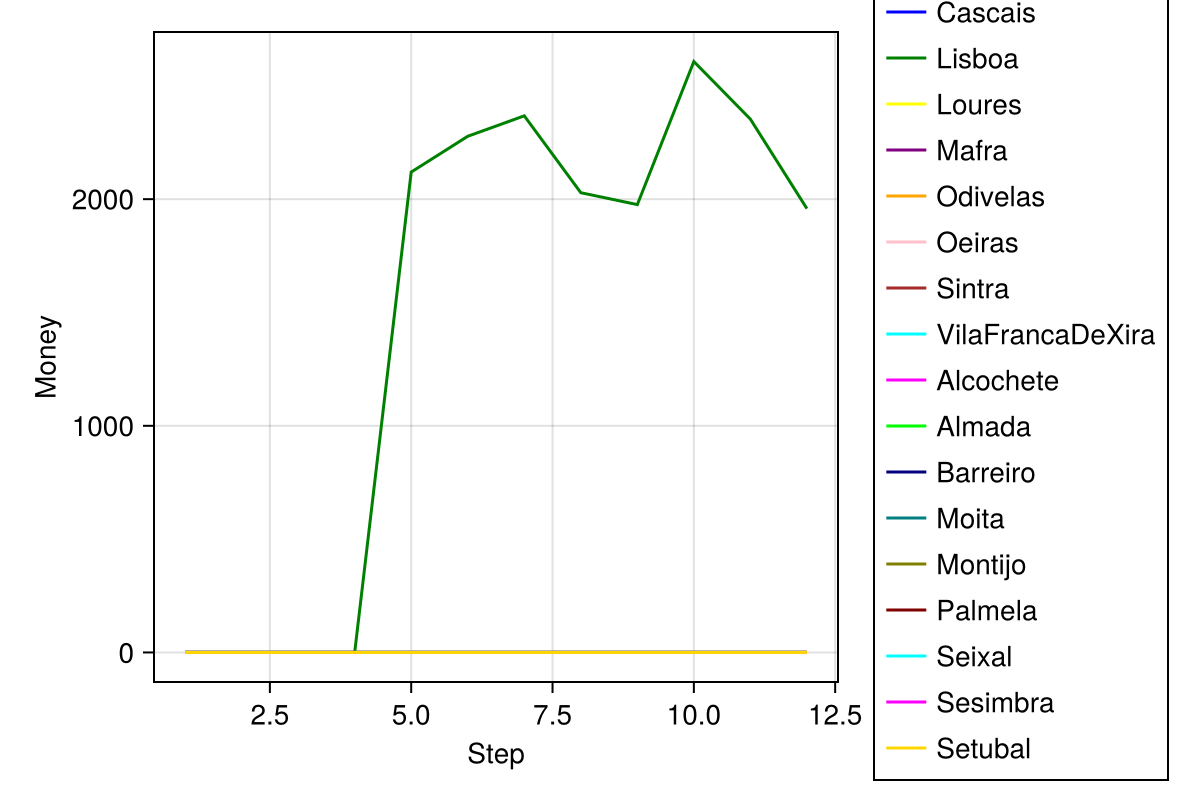 Cascais
Lisboa
Loures
Mafra
Odivelas
Oeiras
Sintra
VilaFrancaDeXira
Alcochete
Almada
Barreiro
Moita
Montijo
Palmela
Seixal
Sesimbra
Setubal
Money
2000
1000
0
2.5 5.0 7.5 10.0 12.5
Step